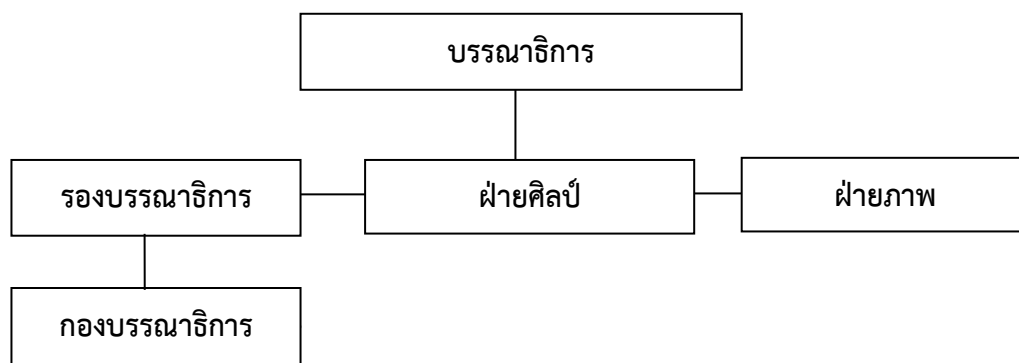 บรรณาธิการ
รองบรรณาธิการ
ฝ่ายศิลป์
ฝ่ายภาพ
กองบรรณาธิการ